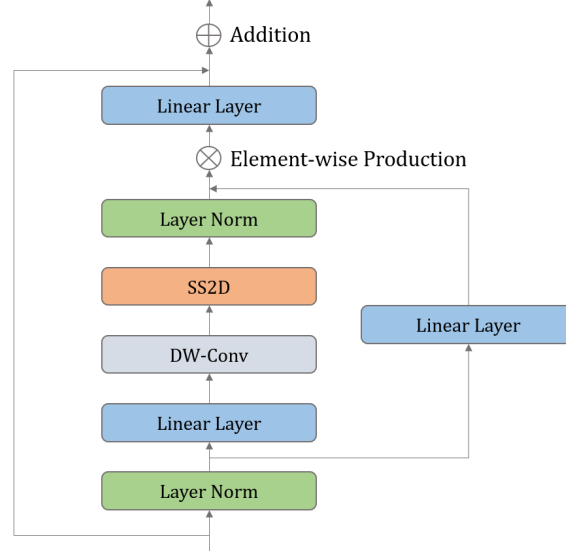 Addition
Linear Layer
Element-wise Production
Layer Norm
SS2D
Linear Layer
DW-Conv
Linear Layer
Layer Norm